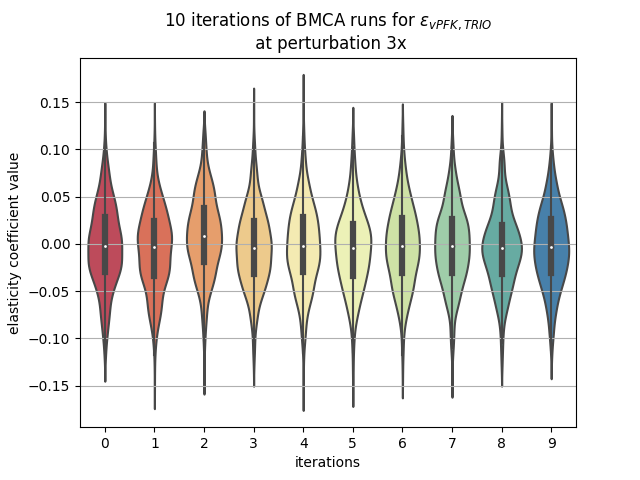 10 iterations of BMCA runs for ε_{vPFK, TRIO}
at perturbation 3x
elasticity coefficient value
0.15
0.10
0.05
0.00
−0.05
−0.10
−0.15
0 1 2 3 4 5 6 7 8 9
iterations